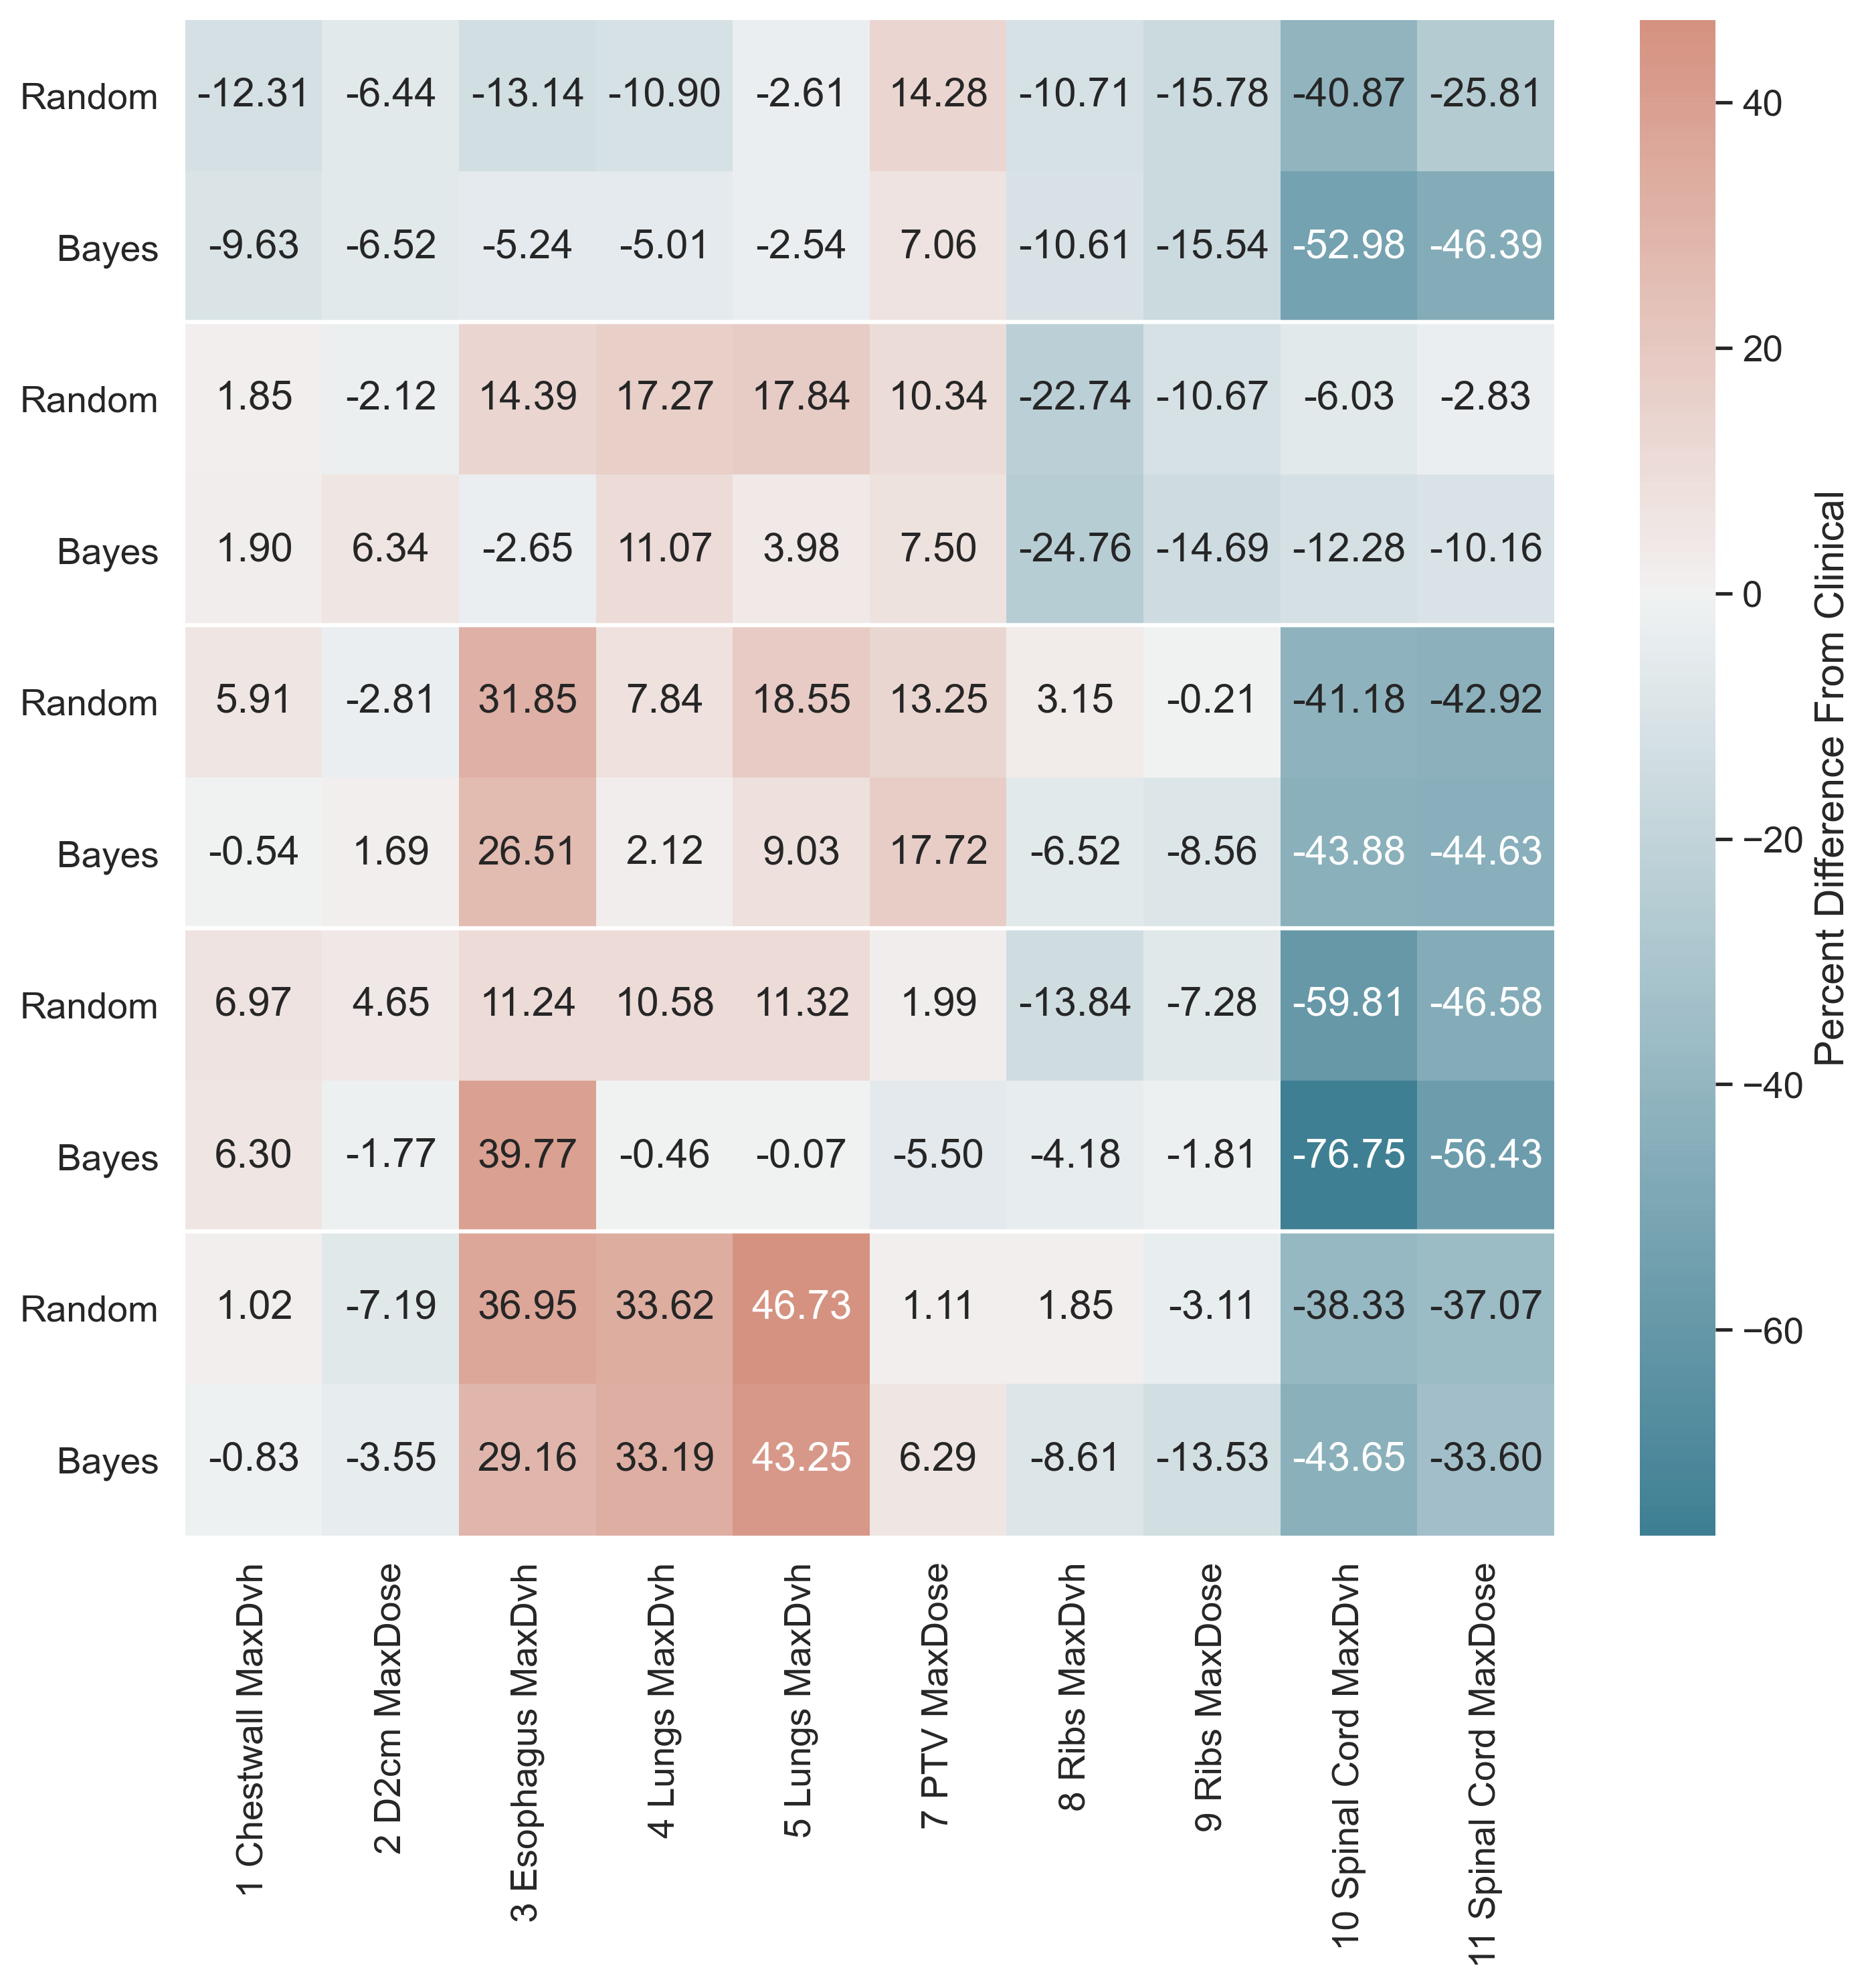 Random -12.31 -6.44 -13.14 -10.90 -2.61 14.28 -10.71 -15.78 -40.87 -25.81
Bayes -9.63 -6.52 -5.24 -5.01 -2.54 7.06 -10.61 -15.54 -52.98 -46.39
Random 1.85 -2.12 14.39 17.27 17.84 10.34 -22.74 -10.67 -6.03 -2.83
Bayes 1.90 6.34 -2.65 11.07 3.98 7.50 -24.76 -14.69 -12.28 -10.16
Random 5.91 -2.81 31.85 7.84 18.55 13.25 3.15 -0.21 -41.18 -42.92
Bayes -0.54 1.69 26.51 2.12 9.03 17.72 -6.52 -8.56 -43.88 -44.63
Random 6.97 4.65 11.24 10.58 11.32 1.99 -13.84 -7.28 -59.81 -46.58
Bayes 6.30 -1.77 39.77 -0.46 -0.07 -5.50 -4.18 -1.81 -76.75 -56.43
Random 1.02 -7.19 36.95 33.62 46.73 1.11 1.85 -3.11 -38.33 -37.07
Bayes -0.83 -3.55 29.16 33.19 43.25 6.29 -8.61 -13.53 -43.65 -33.60
1 Chestwall MaxDvh
2 D2cm MaxDose
3 Esophagus MaxDvh
4 Lungs MaxDvh
5 Lungs MaxDvh
7 PTV MaxDose
8 Ribs MaxDvh
9 Ribs MaxDose
10 Spinal Cord MaxDvh
11 Spinal Cord MaxDose
40
20
0
−20
−40
−60
Percent Difference From Clinical